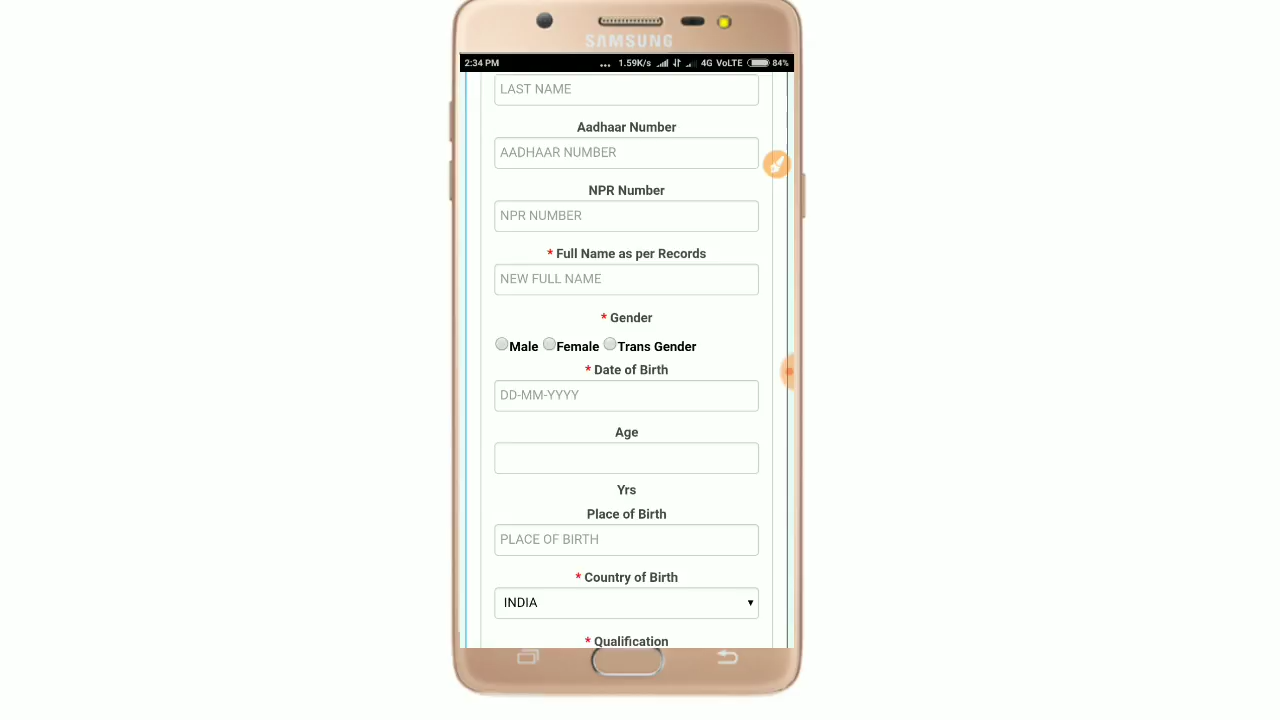 SAMSUNG
2:34 PM ... 1.59K/s 4G VoLTE 84%
LAST NAME
Aadhaar Number
AADHAAR NUMBER
NPR Number
NPR NUMBER
* Full Name as per Records
NEW FULL NAME
* Gender
Male Female Trans Gender
* Date of Birth
DD-MM-YYYY
Age
Yrs
Place of Birth
PLACE OF BIRTH
* Country of Birth
INDIA
* Qualification